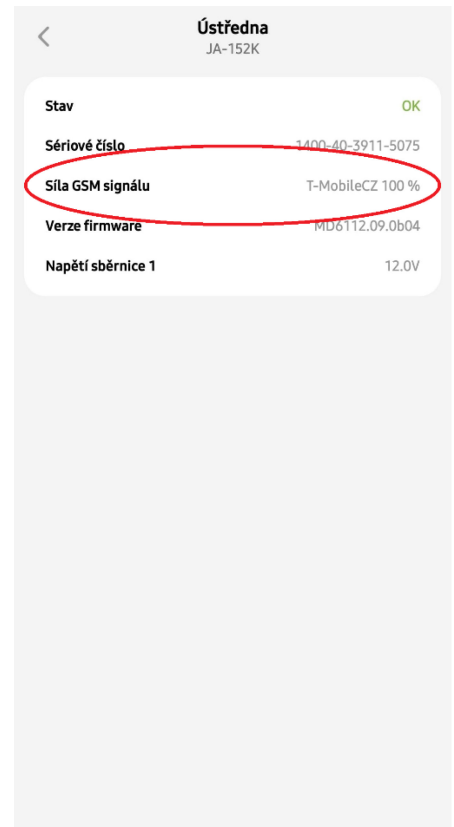 Ústředna
JA-152K
Stav OK
Sériové číslo 1400-40-3911-5075
Síla GSM signálu T-MobileCZ 100 %
Verze firmware MD6112.09.0b04
Napětí sběrnice 1 12.0V